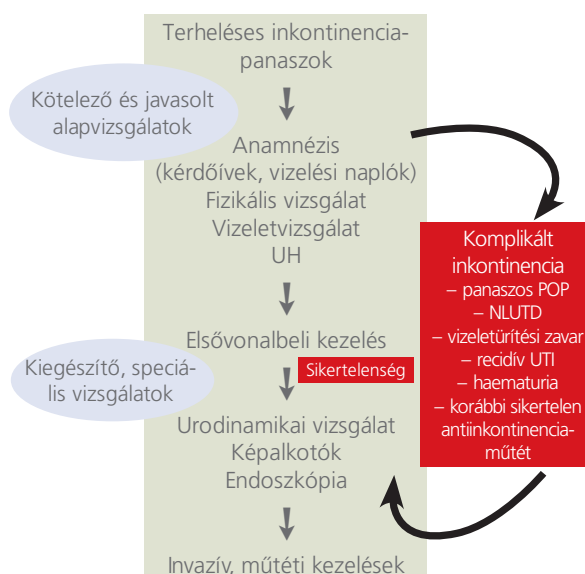 Terheléses inkontinencia-
panaszok
Kötelező és javasolt
alapvizsgálatok
Anamnézis
(kérdőívek, vizelési naplók)
Fizikális vizsgálat
Vizeletvizsgálat
UH
Komplikált
inkontinencia
– panaszos POP
– NLUTD
– vizeletürítési zavar
– recidív UTI
– haematuria
– korábbi sikertelen
antiinkontinencia-
műtét
Elsővonalbeli kezelés
Sikertelenség
Kiegészítő, speciá-
lis vizsgálatok
Urodinamikai vizsgálat
Képalkotók
Endoszkópia
Invazív, műtéti kezelések